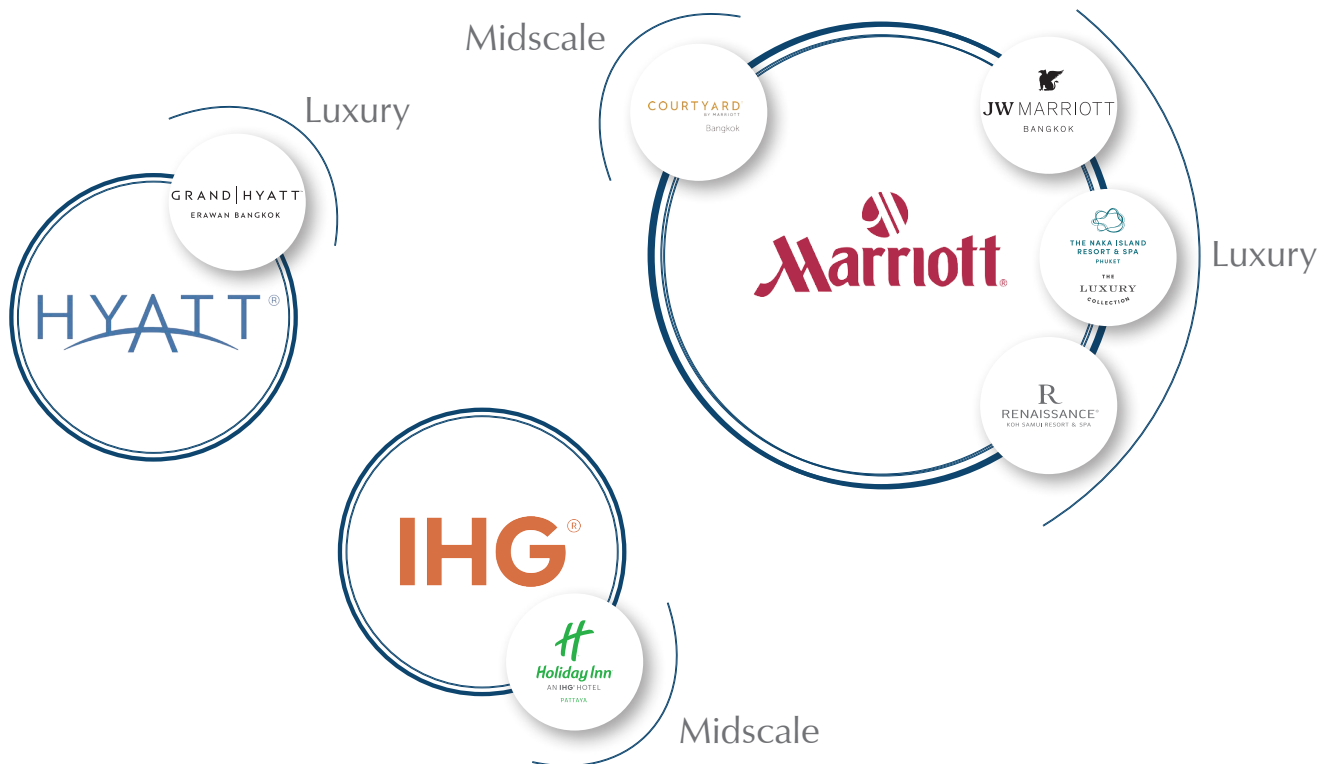 Midscale
COURTYARD
BY MARRIOTT
Bangkok
JW MARRIOTT
BANGKOK
Luxury
GRAND|HYATT
ERAWAN BANGKOK
HYATT®
Marriott®
THE NAKA ISLAND
RESORT & SPA
PHUKET
THE
LUXURY
COLLECTION
Luxury
R
RENAISSANCE®
KOH SAMUI RESORT & SPA
IHG®
H
Holiday Inn
AN IHG® HOTEL
PATTAYA
Midscale